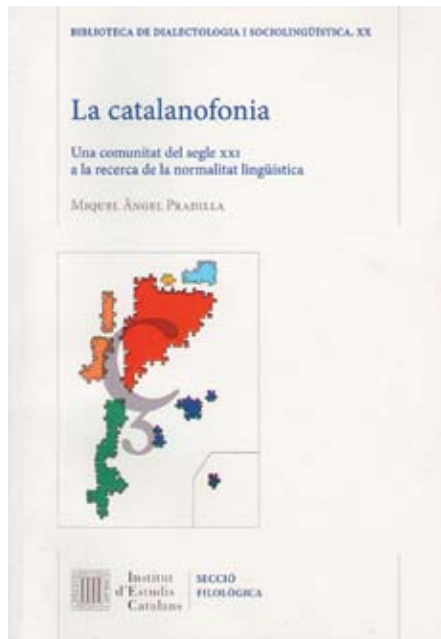 BIBLIOTECA DE DIALECTOLOGIA I SOCIOLINGÜÍSTICA, XX
La catalanofonia
Una comunitat del segle XXI
a la recerca de la normalitat lingüística
MIQUEL ÀNGEL PRADILLA
Institut
d'Estudis
Catalans
SECCIÓ
FILOLÒGICA